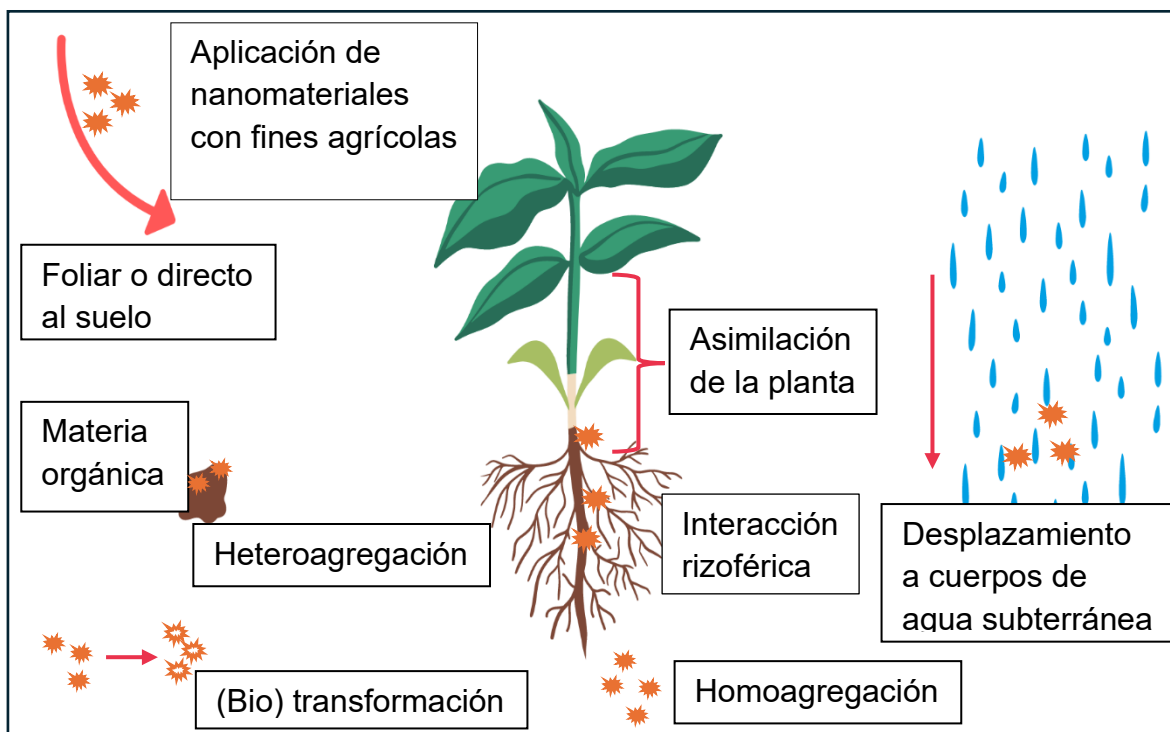 Aplicación de
nanomateriales
con fines agrícolas
Foliar o directo
al suelo
Asimilación
de la planta
Materia
orgánica
Heteroagregación
Interacción
rizoférica
Desplazamiento
a cuerpos de
agua subterránea
(Bio) transformación
Homoagregación